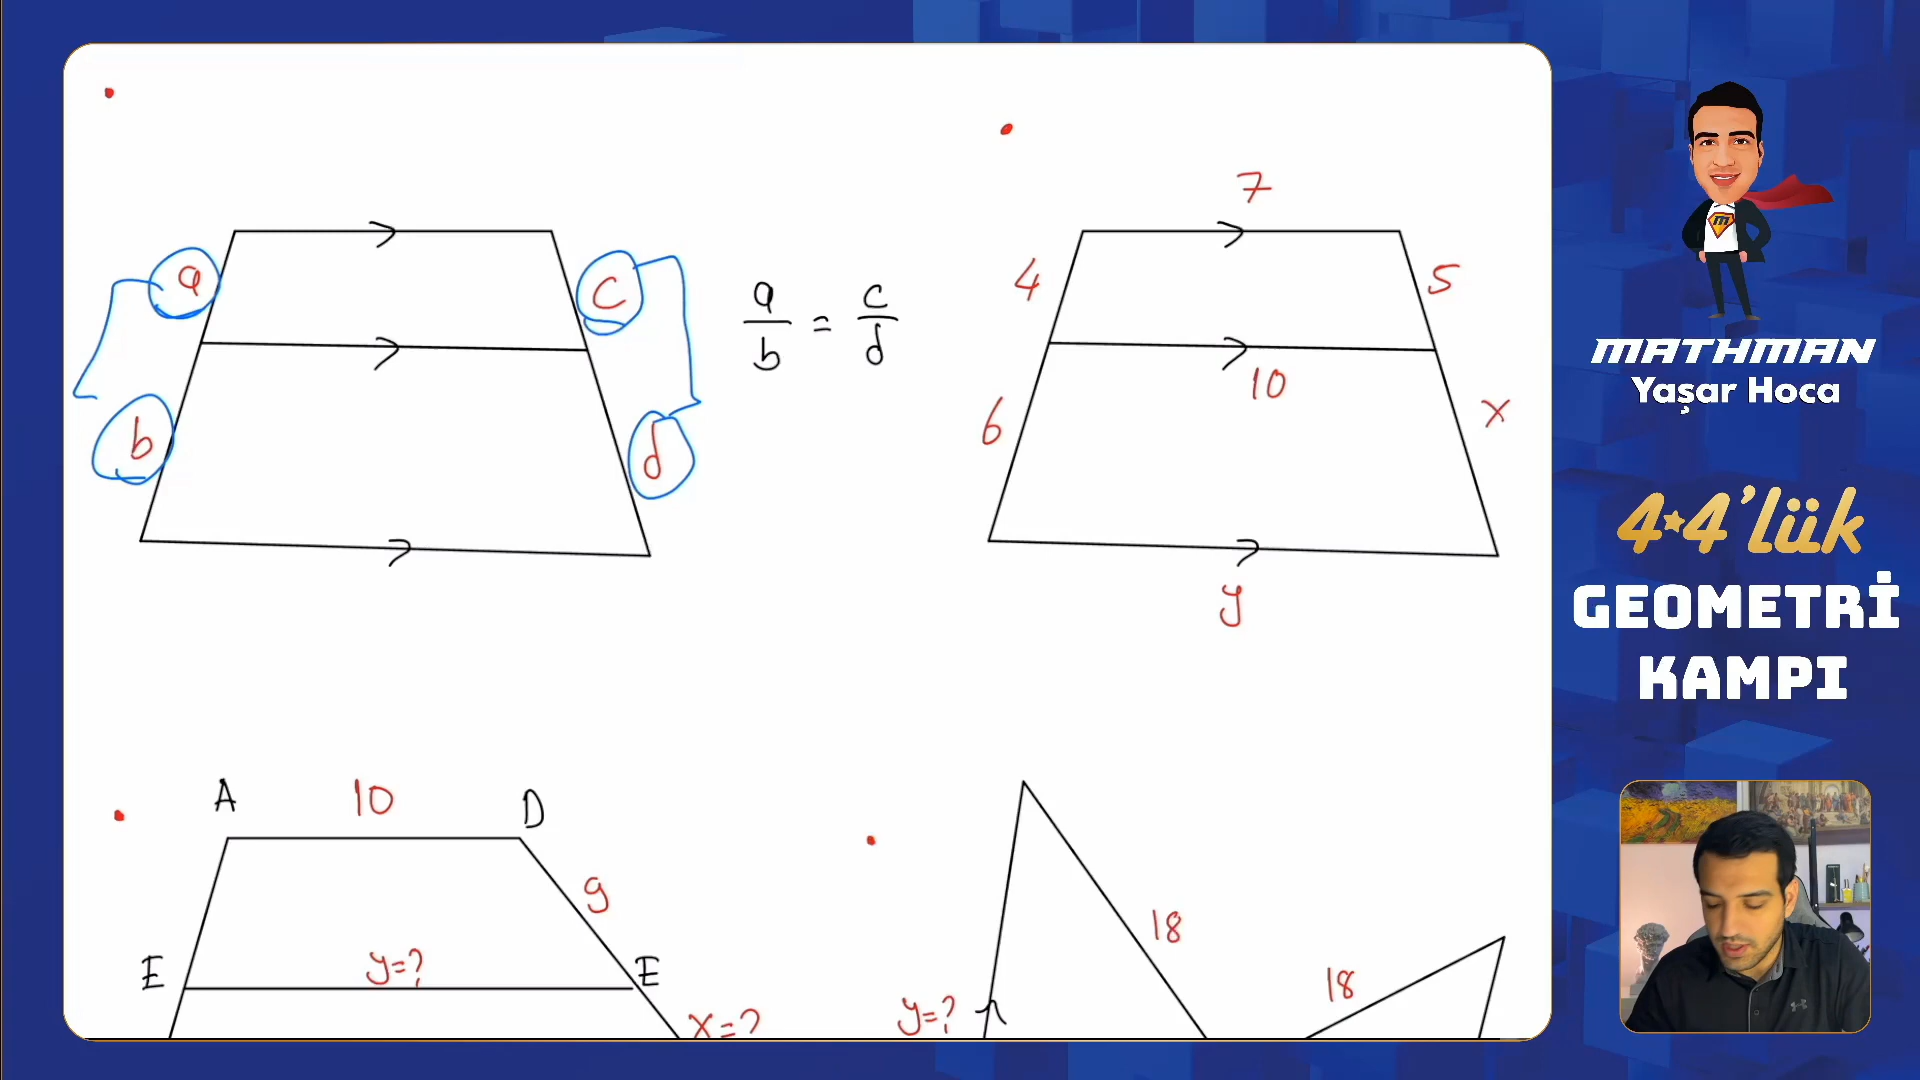 a
b
c
d
a/b = c/d
7
4
5
10
6
x
y
A
10
D
9
E
y=?
E
x=?
18
y=?
18
MATHMAN
Yaşar Hoca
4★4'lük
GEOMETRİ
KAMPI